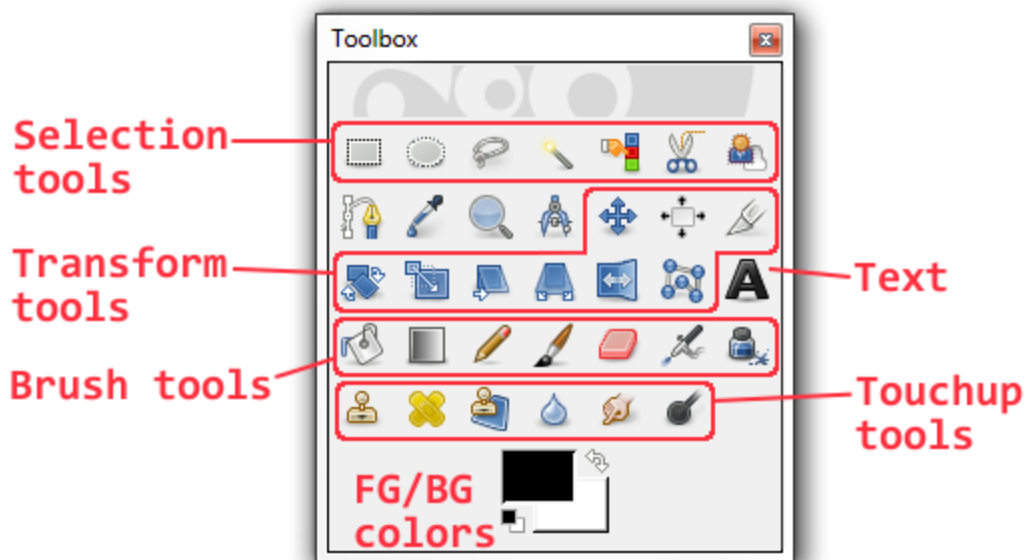 Toolbox
Selection
tools
Transform
tools
Text
Brush tools
Touchup
tools
FG/BG
colors